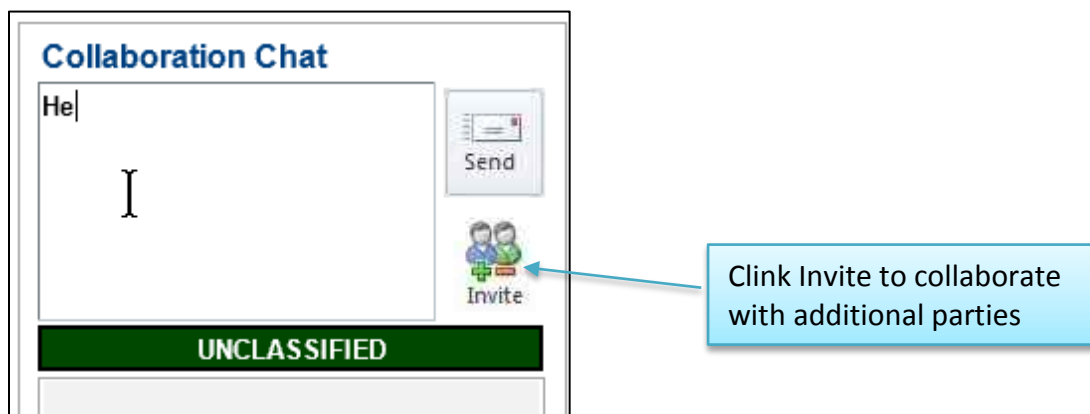 Collaboration Chat
He
Send
Invite
Clink Invite to collaborate
with additional parties
UNCLASSIFIED